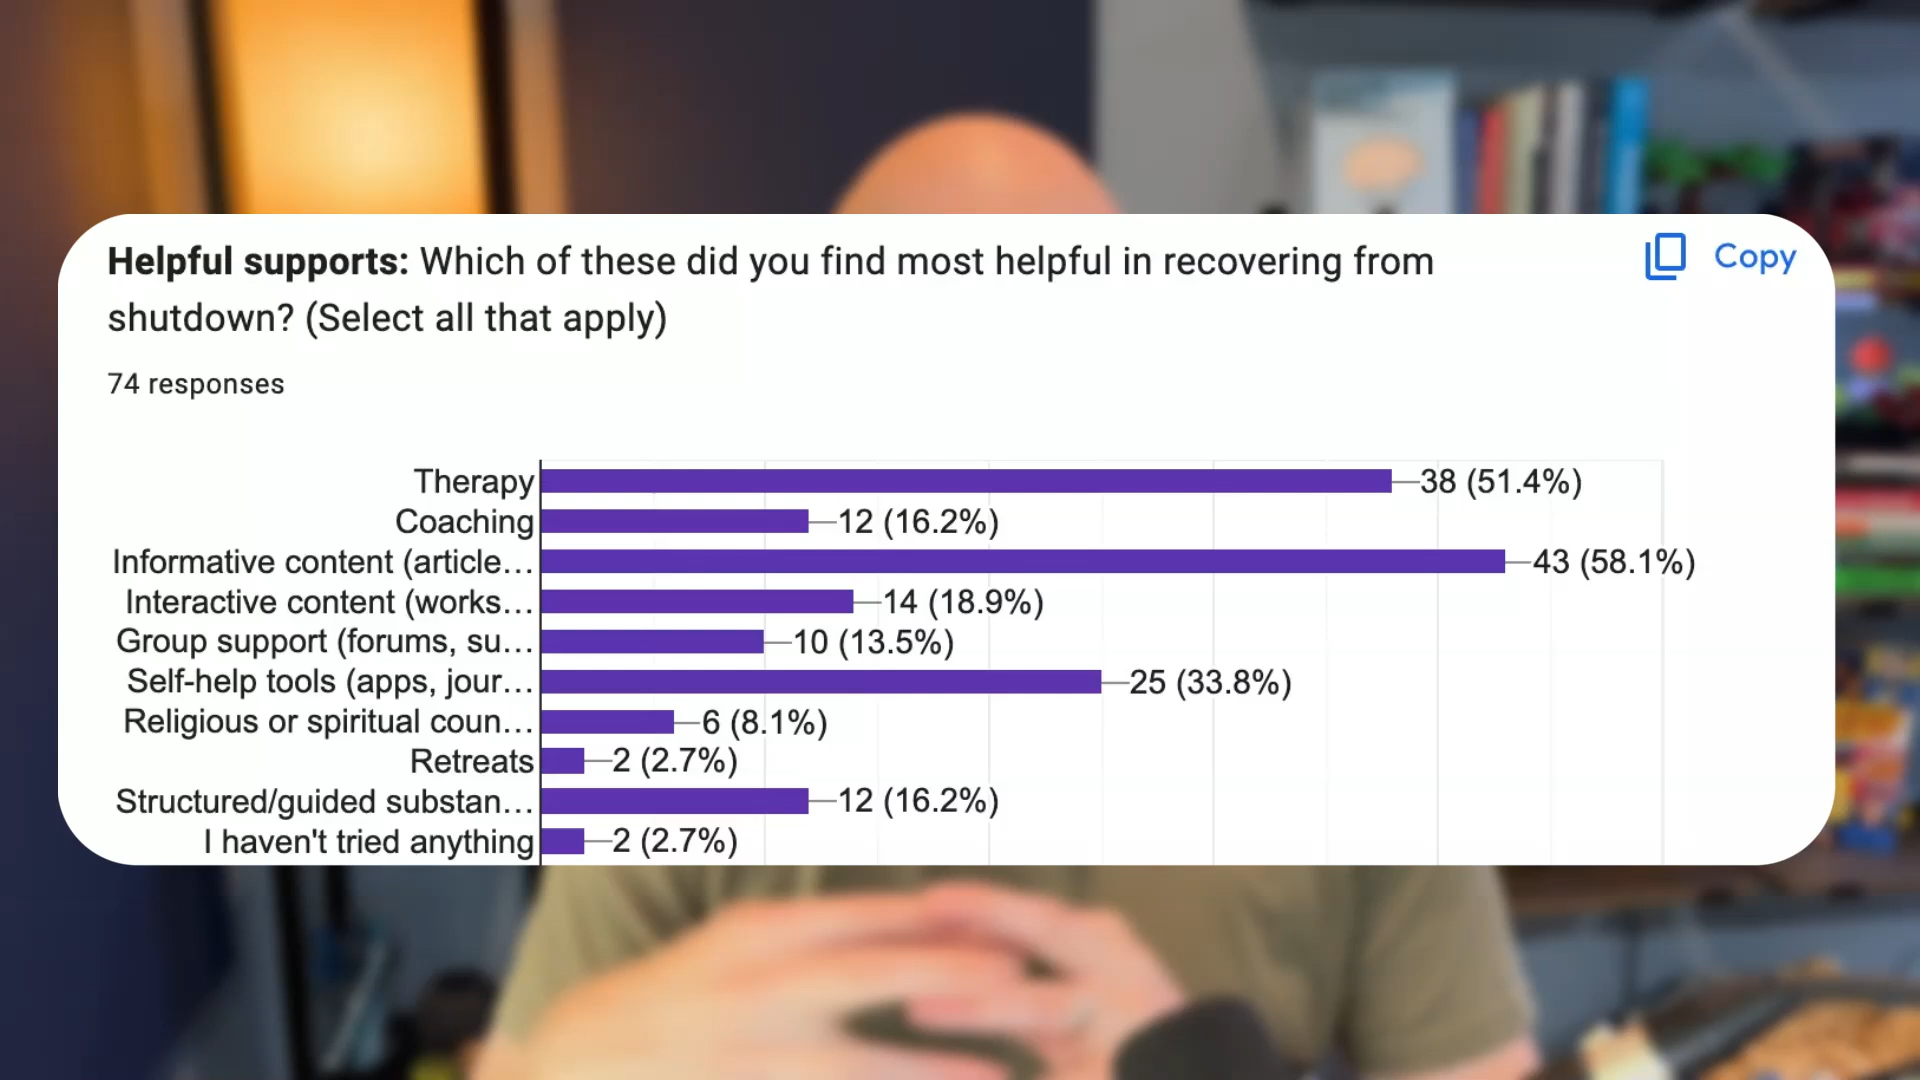 Helpful supports: Which of these did you find most helpful in recovering from
shutdown? (Select all that apply)
Copy
74 responses
Therapy 38 (51.4%)
Coaching 12 (16.2%)
Informative content (article... 43 (58.1%)
Interactive content (works... 14 (18.9%)
Group support (forums, su... 10 (13.5%)
Self-help tools (apps, jour... 25 (33.8%)
Religious or spiritual coun... 6 (8.1%)
Retreats 2 (2.7%)
Structured/guided substan... 12 (16.2%)
I haven't tried anything 2 (2.7%)